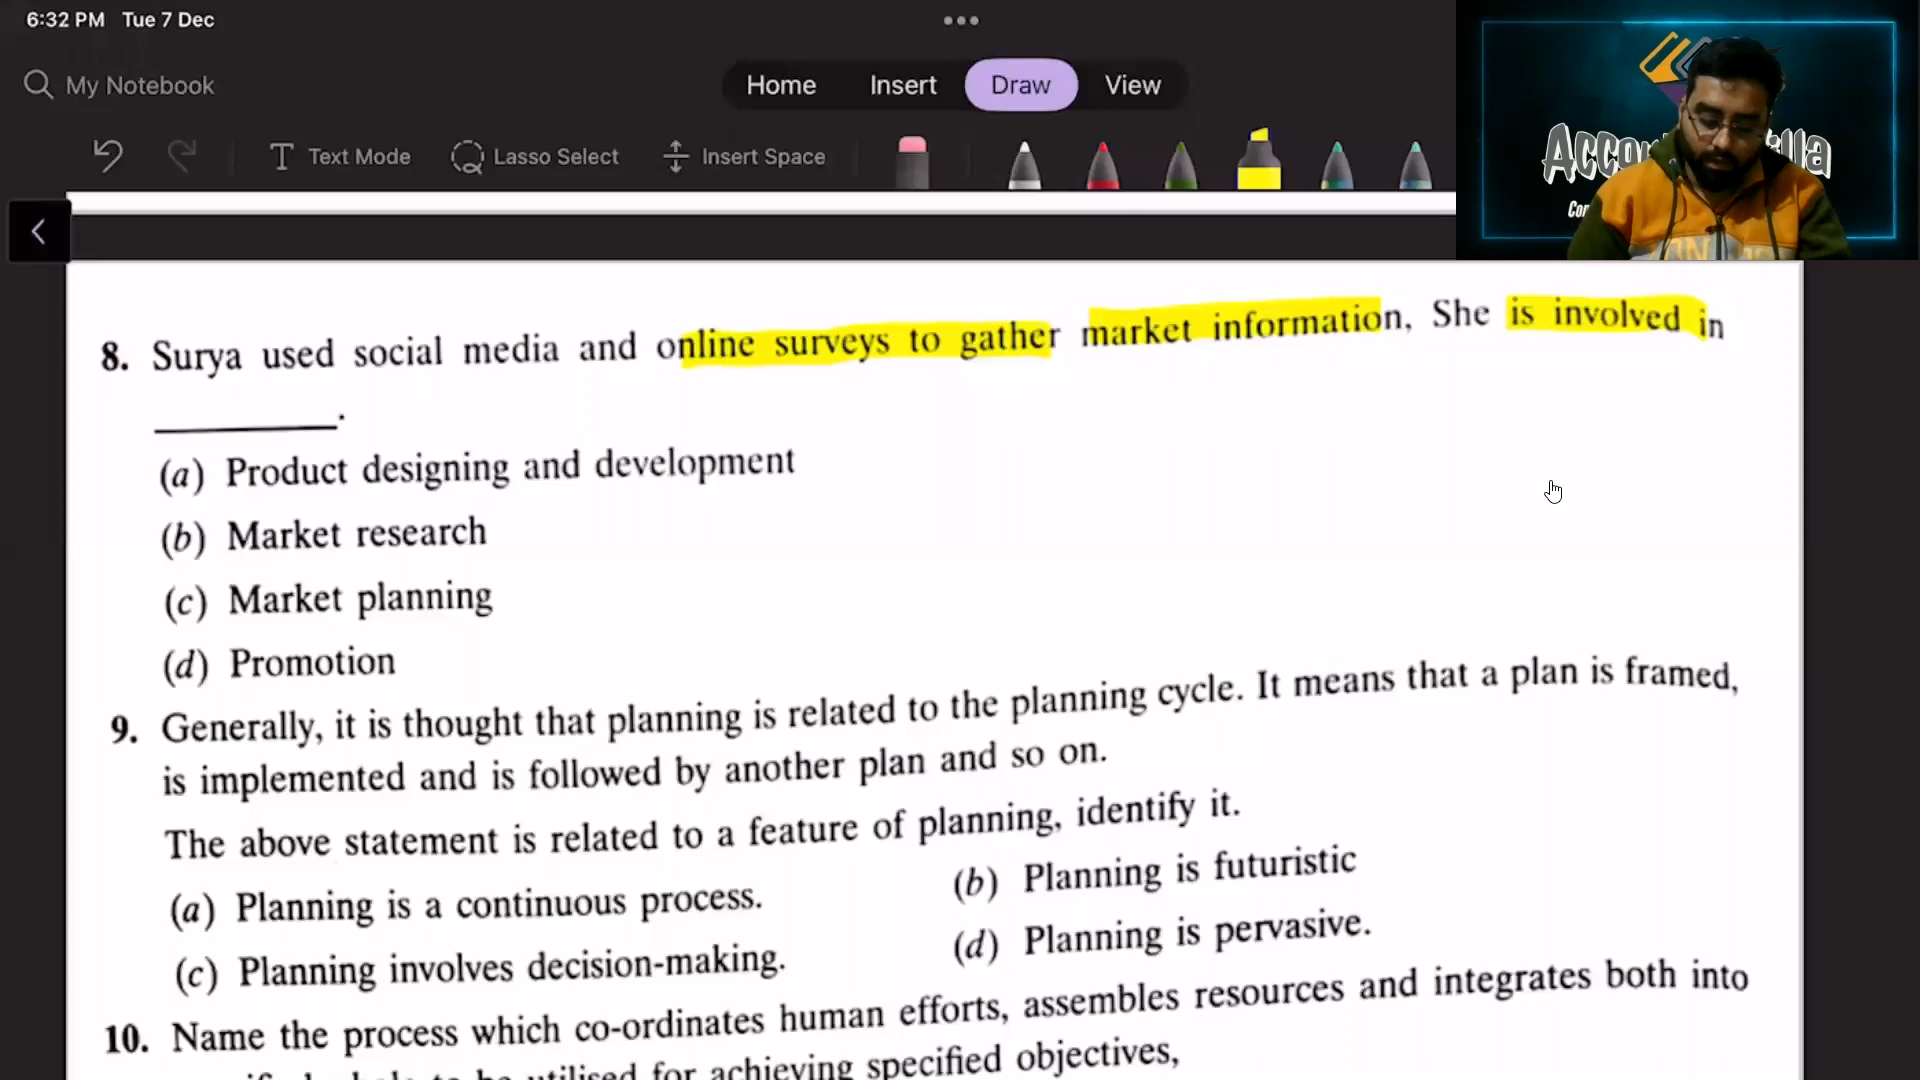 6:32 PM Tue 7 Dec
My Notebook
Home Insert Draw View
Text Mode Lasso Select Insert Space
8. Surya used social media and online surveys to gather market information, She is involved in
________.
(a) Product designing and development
(b) Market research
(c) Market planning
(d) Promotion
9. Generally, it is thought that planning is related to the planning cycle. It means that a plan is framed,
is implemented and is followed by another plan and so on.
The above statement is related to a feature of planning, identify it.
(a) Planning is a continuous process. (b) Planning is futuristic
(c) Planning involves decision-making. (d) Planning is pervasive.
10. Name the process which co-ordinates human efforts, assembles resources and integrates both into
to be utilised for achieving specified objectives,